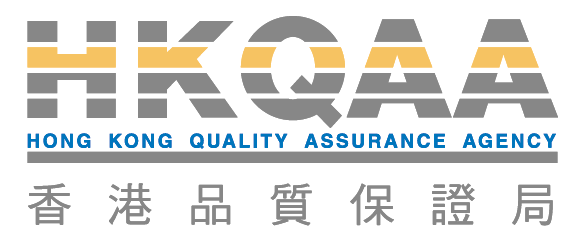 HKQAA
HONG KONG QUALITY ASSURANCE AGENCY
香港品質保證局